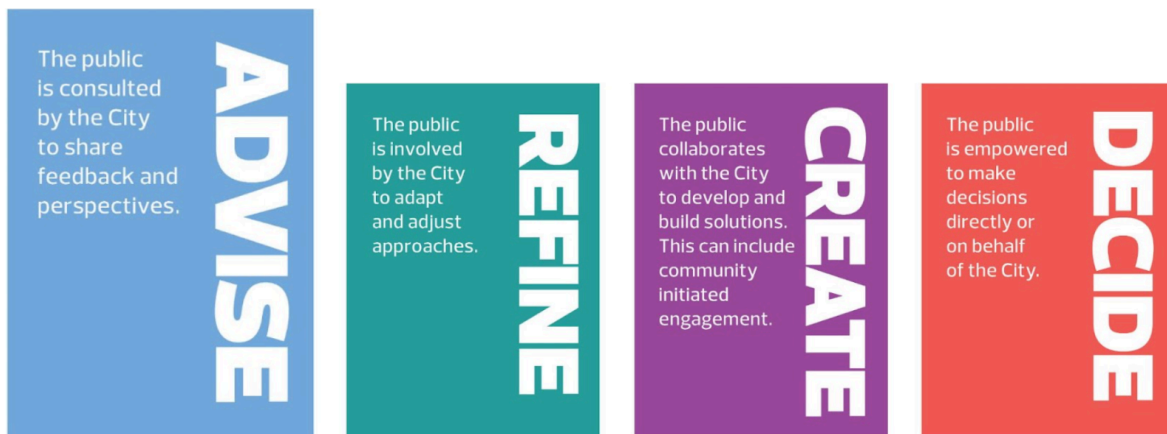 The public
is consulted
by the City
to share
feedback and
perspectives.
ADVISE
The public
is involved
by the City
to adapt
and adjust
approaches.
REFINE
The public
collaborates
with the City
to develop and
build solutions.
This can include
community
initiated
engagement.
CREATE
The public
is empowered
to make
decisions
directly or
on behalf
of the City.
DECIDE